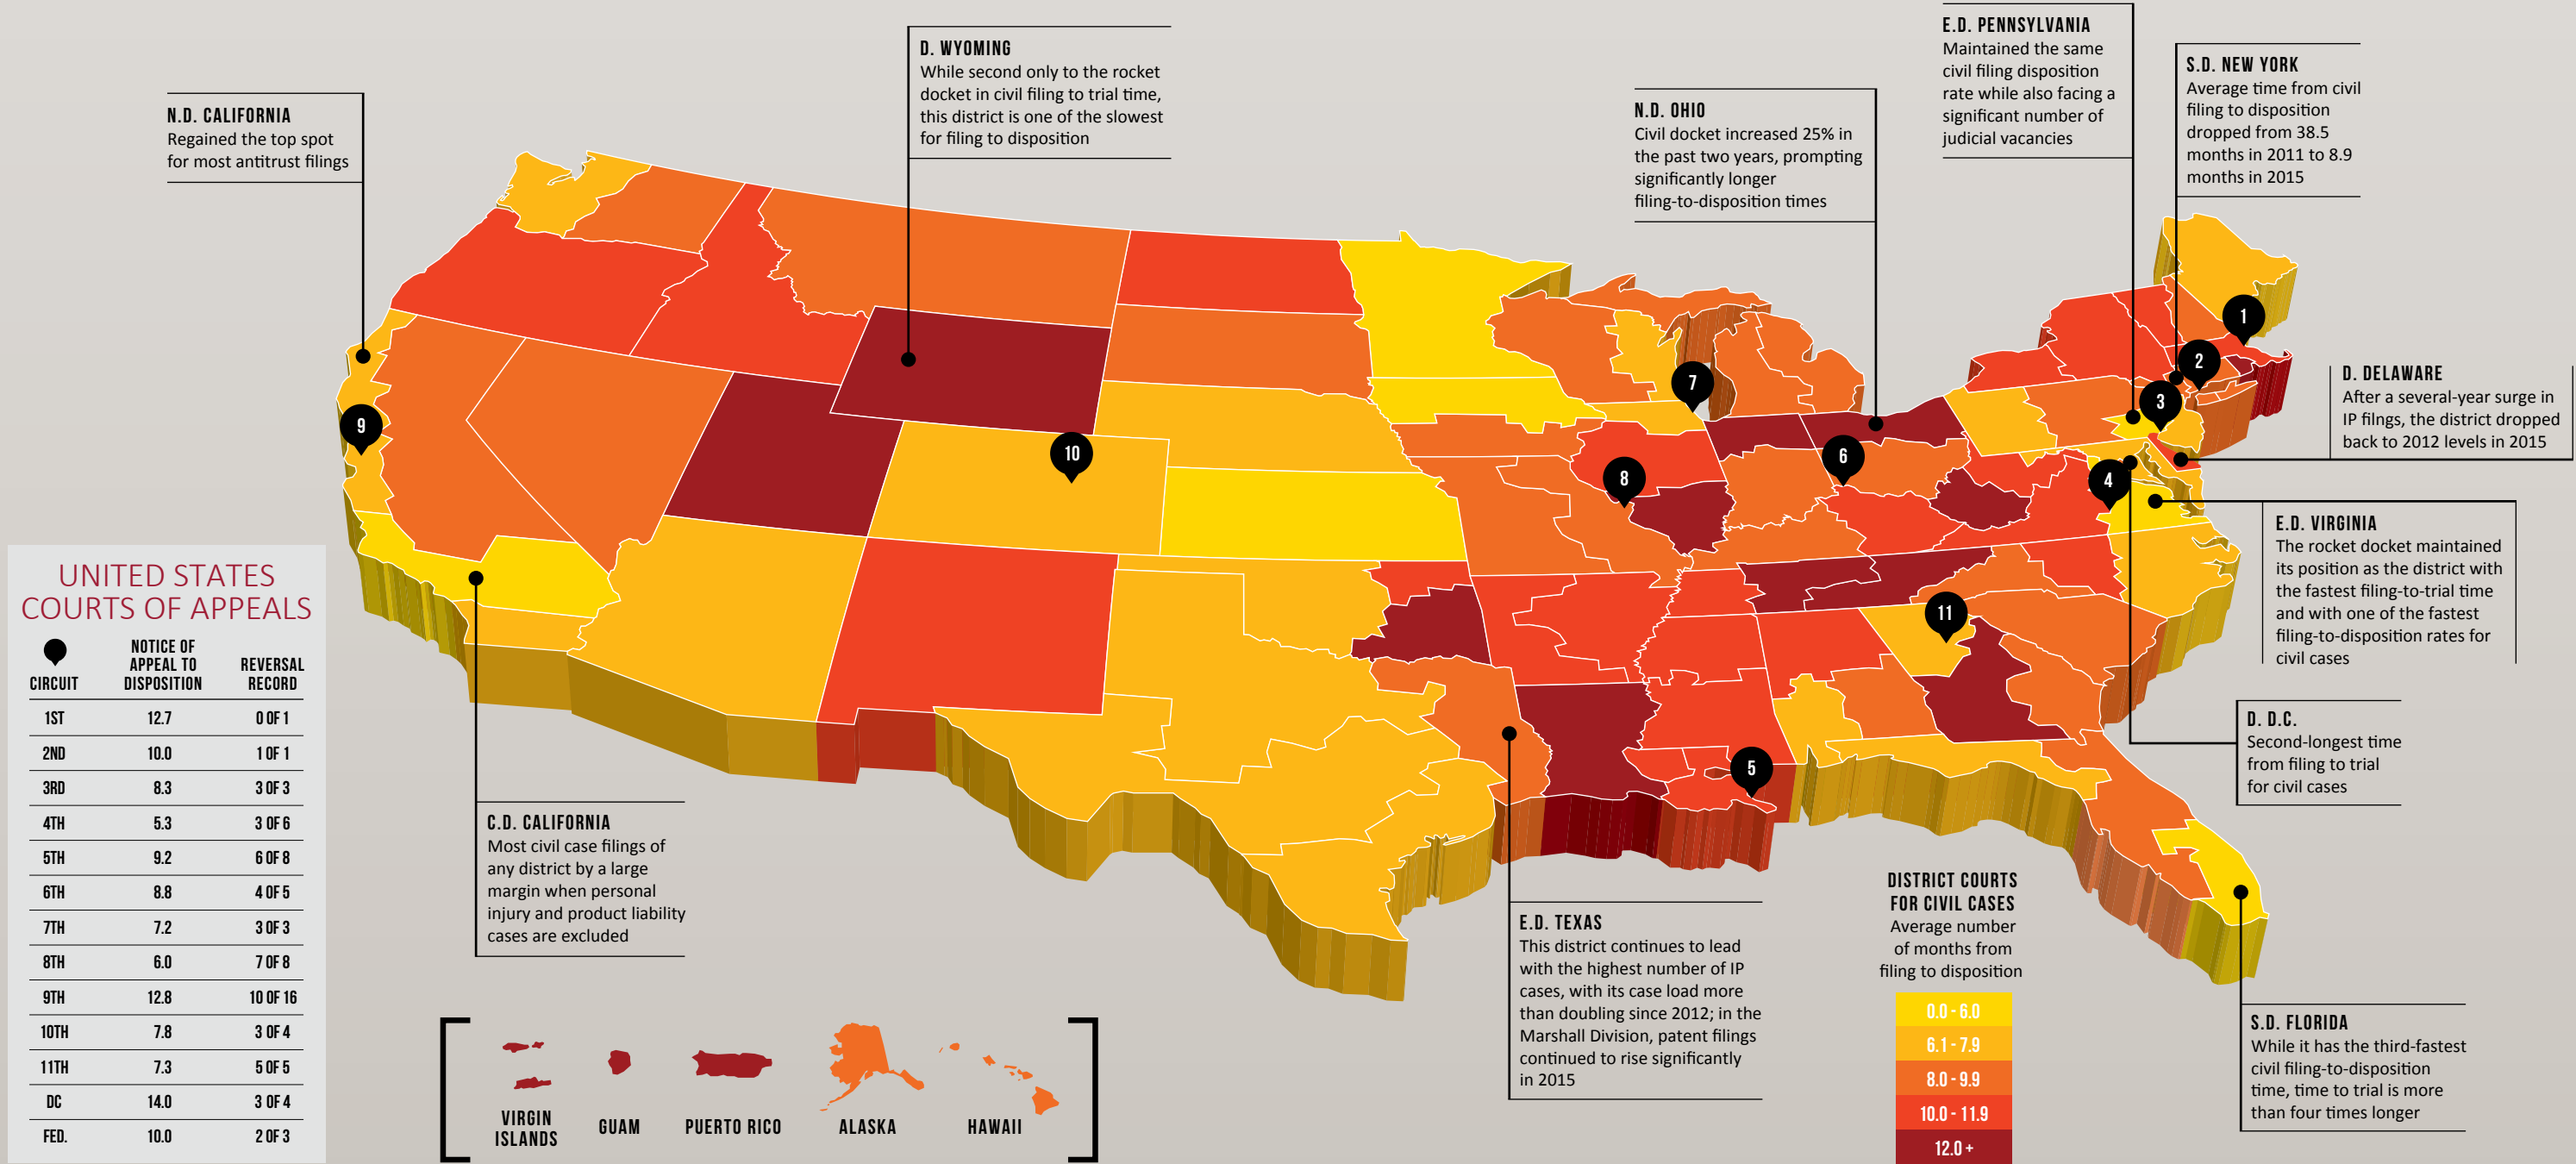 N.D. CALIFORNIA
Regained the top spot
for most antitrust filings
D. WYOMING
While second only to the rocket
docket in civil filing to trial time,
this district is one of the slowest
for filing to disposition
N.D. OHIO
Civil docket increased 25% in
the past two years, prompting
significantly longer
filing-to-disposition times
E.D. PENNSYLVANIA
Maintained the same
civil filing disposition
rate while also facing a
significant number of
judicial vacancies
S.D. NEW YORK
Average time from civil
filing to disposition
dropped from 38.5
months in 2011 to 8.9
months in 2015
1
2
3
4
5
6
7
8
9
10
11
D. DELAWARE
After a several-year surge in
IP filngs, the district dropped
back to 2012 levels in 2015
E.D. VIRGINIA
The rocket docket maintained
its position as the district with
the fastest filing-to-trial time
and with one of the fastest
filing-to-disposition rates for
civil cases
D. D.C.
Second-longest time
from filing to trial
for civil cases
S.D. FLORIDA
While it has the third-fastest
civil filing-to-disposition
time, time to trial is more
than four times longer
E.D. TEXAS
This district continues to lead
with the highest number of IP
cases, with its case load more
than doubling since 2012; in the
Marshall Division, patent filings
continued to rise significantly
in 2015
C.D. CALIFORNIA
Most civil case filings of
any district by a large
margin when personal
injury and product liability
cases are excluded
UNITED STATES
COURTS OF APPEALS
CIRCUIT NOTICE OF APPEAL TO DISPOSITION REVERSAL RECORD
1ST 12.7 0 OF 1
2ND 10.0 1 OF 1
3RD 8.3 3 OF 3
4TH 5.3 3 OF 6
5TH 9.2 6 OF 8
6TH 8.8 4 OF 5
7TH 7.2 3 OF 3
8TH 6.0 7 OF 8
9TH 12.8 10 OF 16
10TH 7.8 3 OF 4
11TH 7.3 5 OF 5
DC 14.0 3 OF 4
FED. 10.0 2 OF 3
VIRGIN
ISLANDS
GUAM
PUERTO RICO
ALASKA
HAWAII
DISTRICT COURTS
FOR CIVIL CASES
Average number
of months from
filing to disposition
0.0 - 6.0
6.1 - 7.9
8.0 - 9.9
10.0 - 11.9
12.0 +